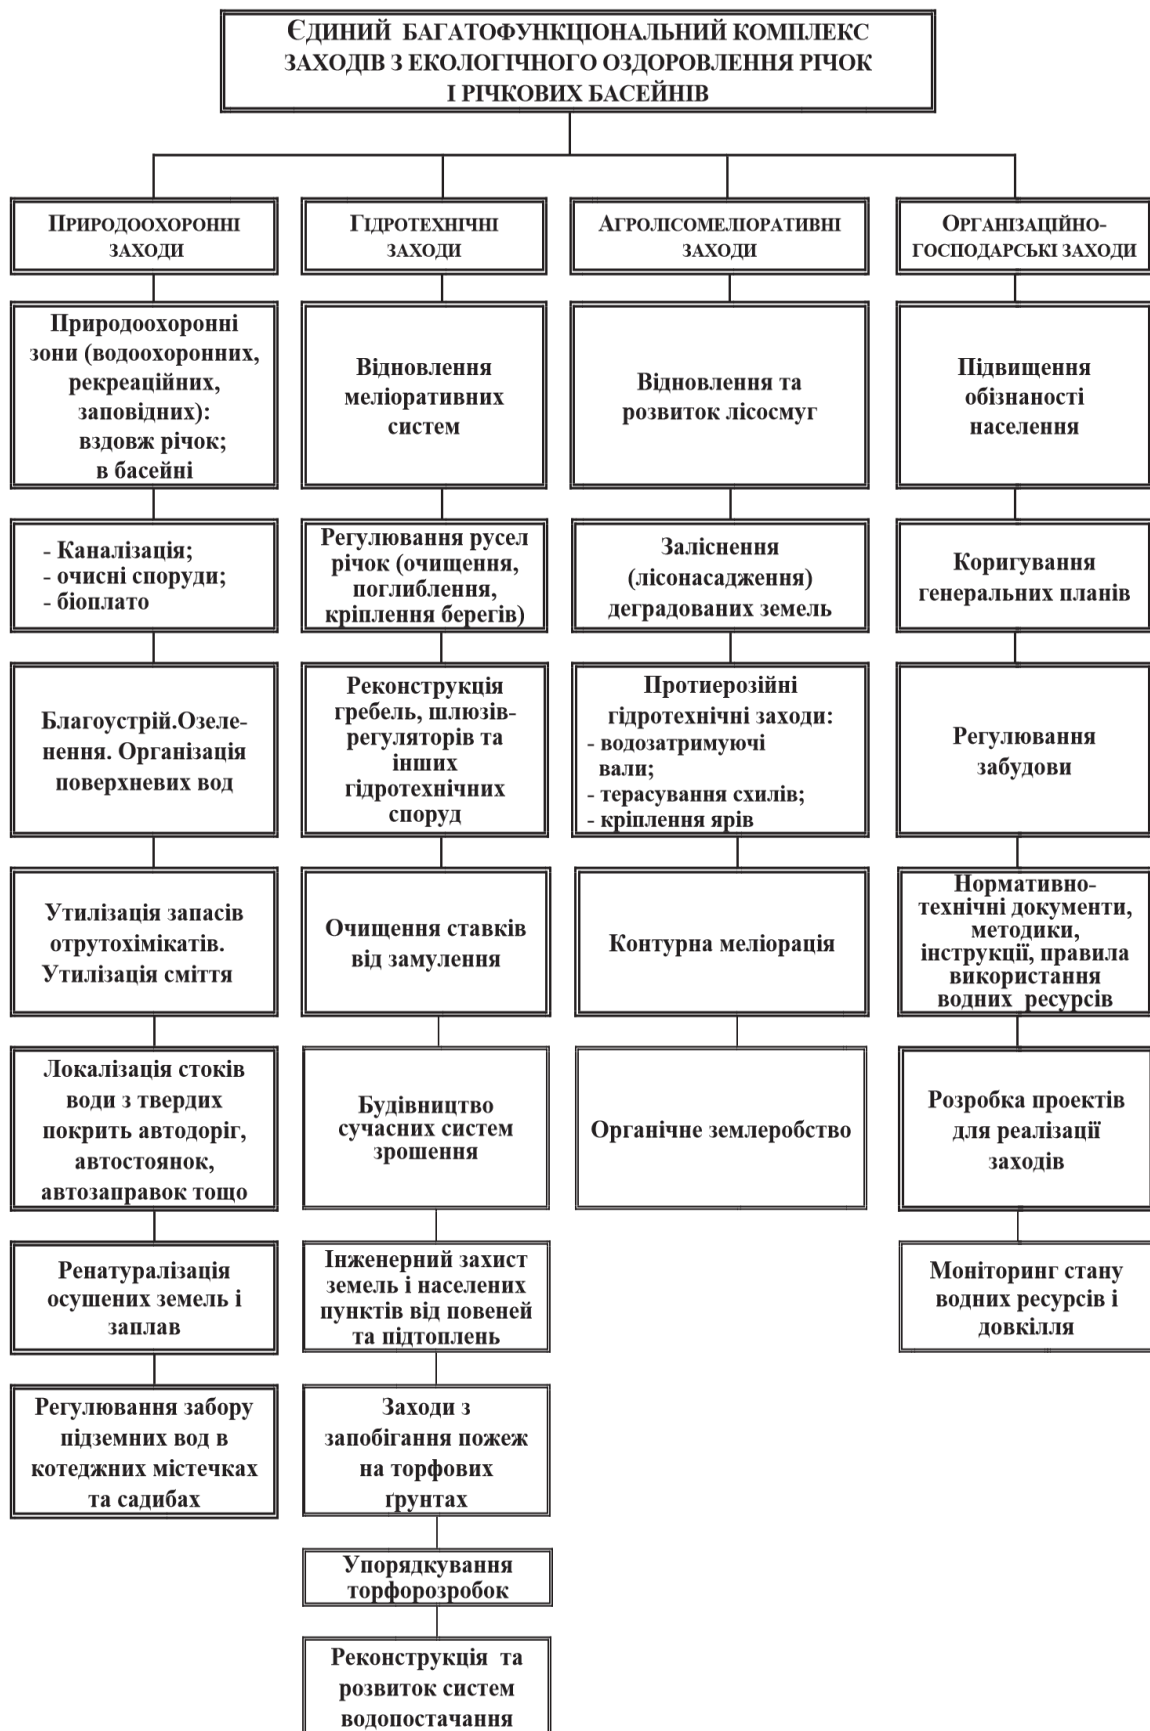 ЄДИНИЙ БАГАТОФУНКЦІОНАЛЬНИЙ КОМПЛЕКС
ЗАХОДІВ З ЕКОЛОГІЧНОГО ОЗДОРОВЛЕННЯ РІЧОК
І РІЧКОВИХ БАСЕЙНІВ
ПРИРОДООХОРОННІ
ЗАХОДИ
Природоохоронні
зони (водоохоронних,
рекреаційних,
заповідних):
вздовж річок;
в басейні
- Каналізація;
- очисні споруди;
- біоплато
Благоустрій.Озеле-
нення. Організація
поверхневих вод
Утилізація запасів
отрутохімікатів.
Утилізація сміття
Локалізація стоків
води з твердих
покрить автодоріг,
автостоянок,
автозаправок тощо
Ренатуралізація
осушених земель і
заплав
Регулювання забору
підземних вод в
котеджних містечках
та садибах
ГІДРОТЕХНІЧНІ
ЗАХОДИ
Відновлення
меліоративних
систем
Регулювання русел
річок (очищення,
поглиблення,
кріплення берегів)
Реконструкція
гребель, шлюзів-
регуляторів та
інших
гідротехнічних
споруд
Очищення ставків
від замулення
Будівництво
сучасних систем
зрошення
Інженерний захист
земель і населених
пунктів від повеней
та підтоплень
Заходи з
запобігання пожеж
на торфових
ґрунтах
Упорядкування
торфорозробок
Реконструкція та
розвиток систем
водопостачання
АГРОЛІСОМЕЛІОРАТИВНІ
ЗАХОДИ
Відновлення та
розвиток лісосмуг
Заліснення
(лісонасадження)
деградованих земель
Протиерозійні
гідротехнічні заходи:
- водозатримуючі
вали;
- терасування схилів;
- кріплення ярів
Контурна меліорація
Органічне землеробство
ОРГАНІЗАЦІЙНО-
ГОСПОДАРСЬКІ ЗАХОДИ
Підвищення
обізнаності
населення
Коригування
генеральних планів
Регулювання
забудови
Нормативно-
технічні документи,
методики,
інструкції, правила
використання
водних ресурсів
Розробка проектів
для реалізації
заходів
Моніторинг стану
водних ресурсів і
довкілля